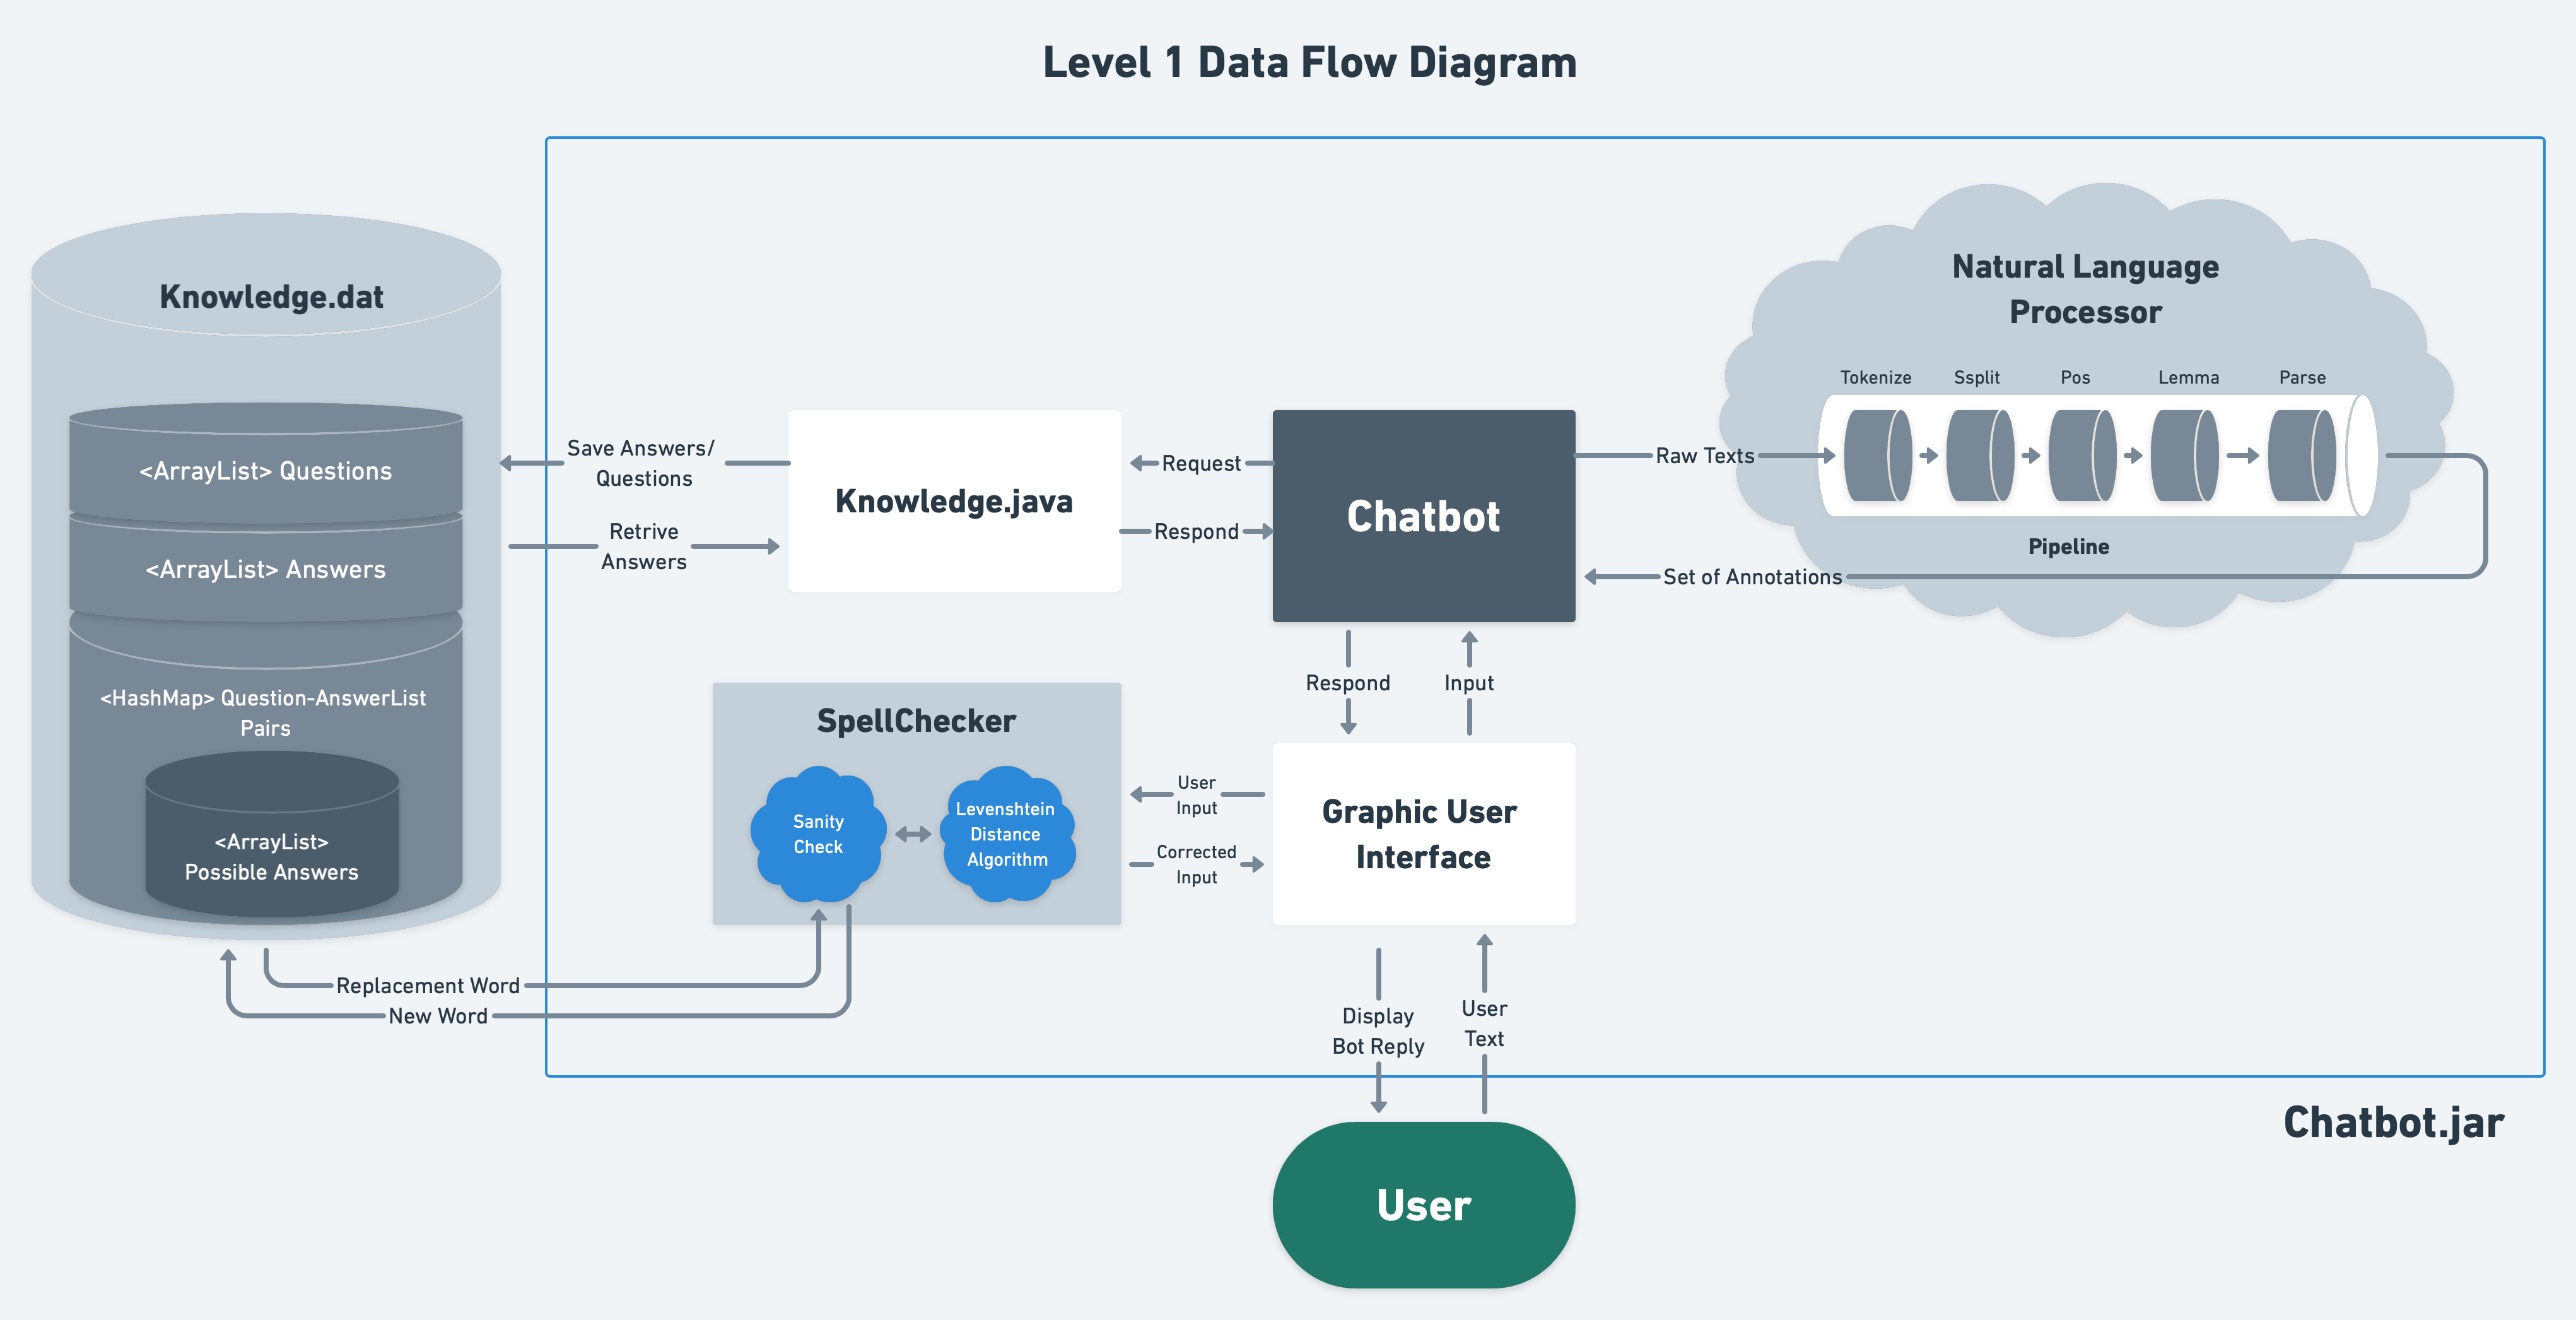 Level 1 Data Flow Diagram
Knowledge.dat
<ArrayList> Questions
<ArrayList> Answers
<HashMap> Question-AnswerList
Pairs
<ArrayList>
Possible Answers
Save Answers/
Questions
Retrive
Answers
Knowledge.java
Request
Respond
Chatbot
Raw Texts
Set of Annotations
Natural Language
Processor
Tokenize
Ssplit
Pos
Lemma
Parse
Pipeline
Respond
Input
SpellChecker
Sanity
Check
Levenshtein
Distance
Algorithm
User
Input
Corrected
Input
Graphic User
Interface
Replacement Word
New Word
Display
Bot Reply
User
Text
Chatbot.jar
User